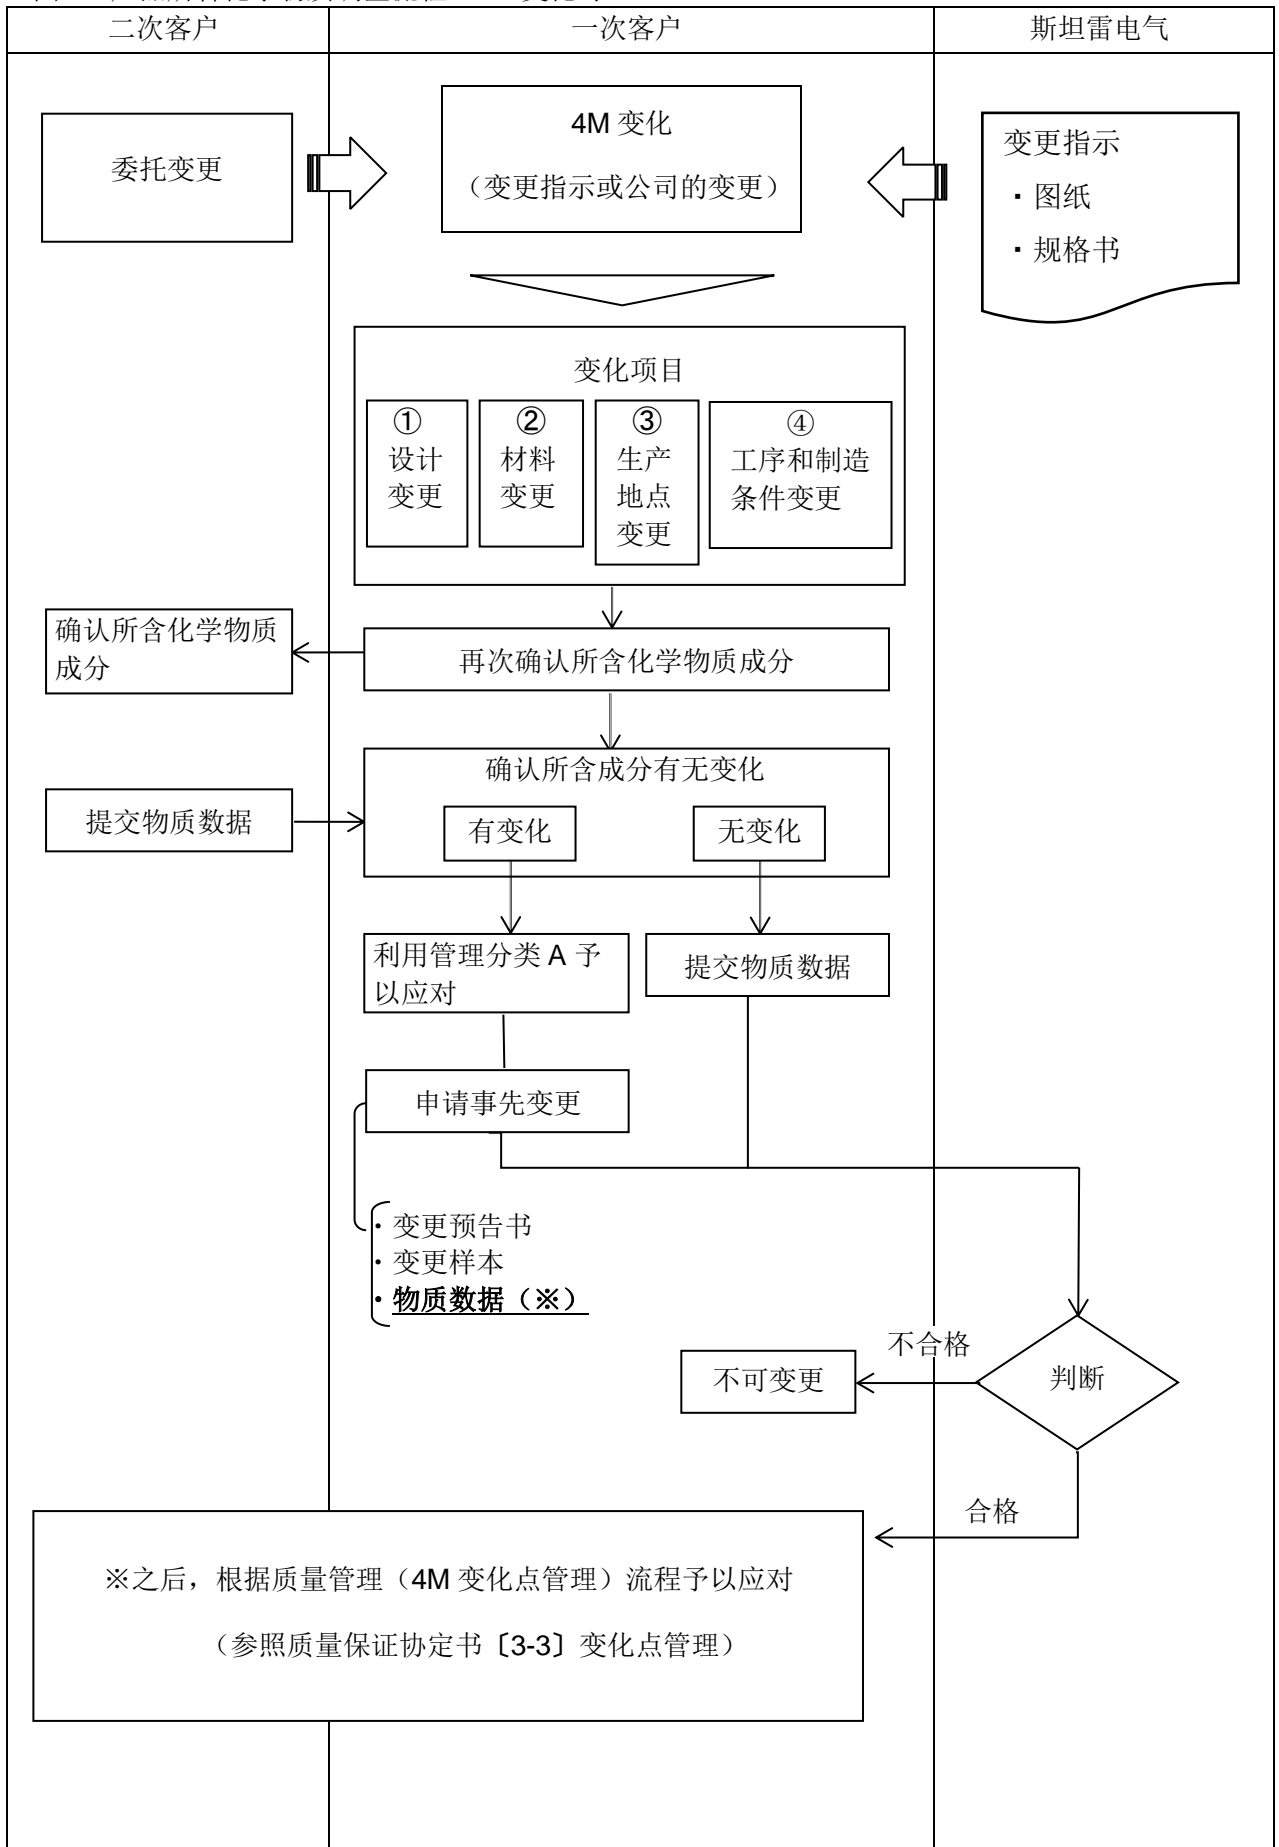 二次客户
一次客户
斯坦雷电气
委托变更
4M 变化
（变更指示或公司的变更）
变更指示
・图纸
・规格书
变化项目
①
设计
变更
②
材料
变更
③
生产
地点
变更
④
工序和制造
条件变更
确认所含化学物质
成分
再次确认所含化学物质成分
确认所含成分有无变化
提交物质数据
有变化
无变化
利用管理分类 A 予
以应对
提交物质数据
申请事先变更
・变更预告书
・变更样本
・物质数据（※）
不合格
不可变更
判断
合格
※之后，根据质量管理（4M 变化点管理）流程予以应对
（参照质量保证协定书〔3-3〕变化点管理）